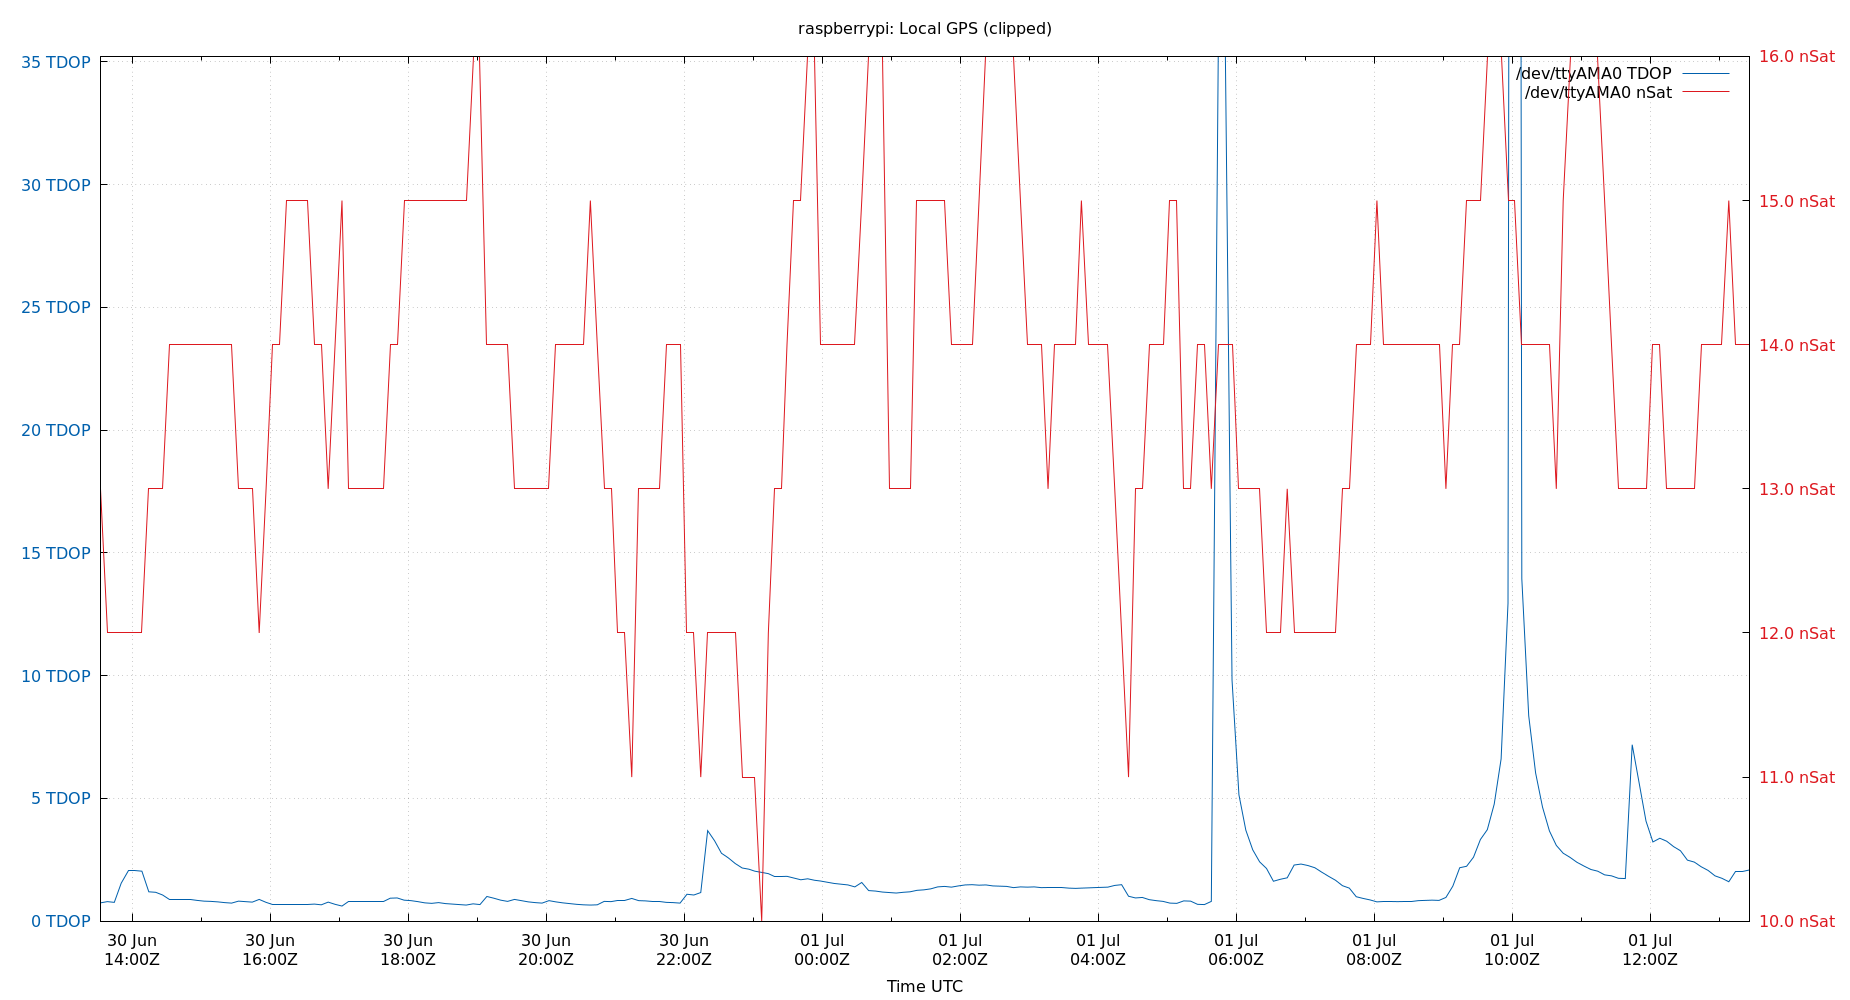 raspberrypi: Local GPS (clipped)
35 TDOP
30 TDOP
25 TDOP
20 TDOP
15 TDOP
10 TDOP
5 TDOP
0 TDOP
/dev/ttyAMA0 TDOP
/dev/ttyAMA0 nSat
16.0 nSat
15.0 nSat
14.0 nSat
13.0 nSat
12.0 nSat
11.0 nSat
10.0 nSat
30 Jun
14:00Z
30 Jun
16:00Z
30 Jun
18:00Z
30 Jun
20:00Z
30 Jun
22:00Z
01 Jul
00:00Z
01 Jul
02:00Z
01 Jul
04:00Z
01 Jul
06:00Z
01 Jul
08:00Z
01 Jul
10:00Z
01 Jul
12:00Z
Time UTC